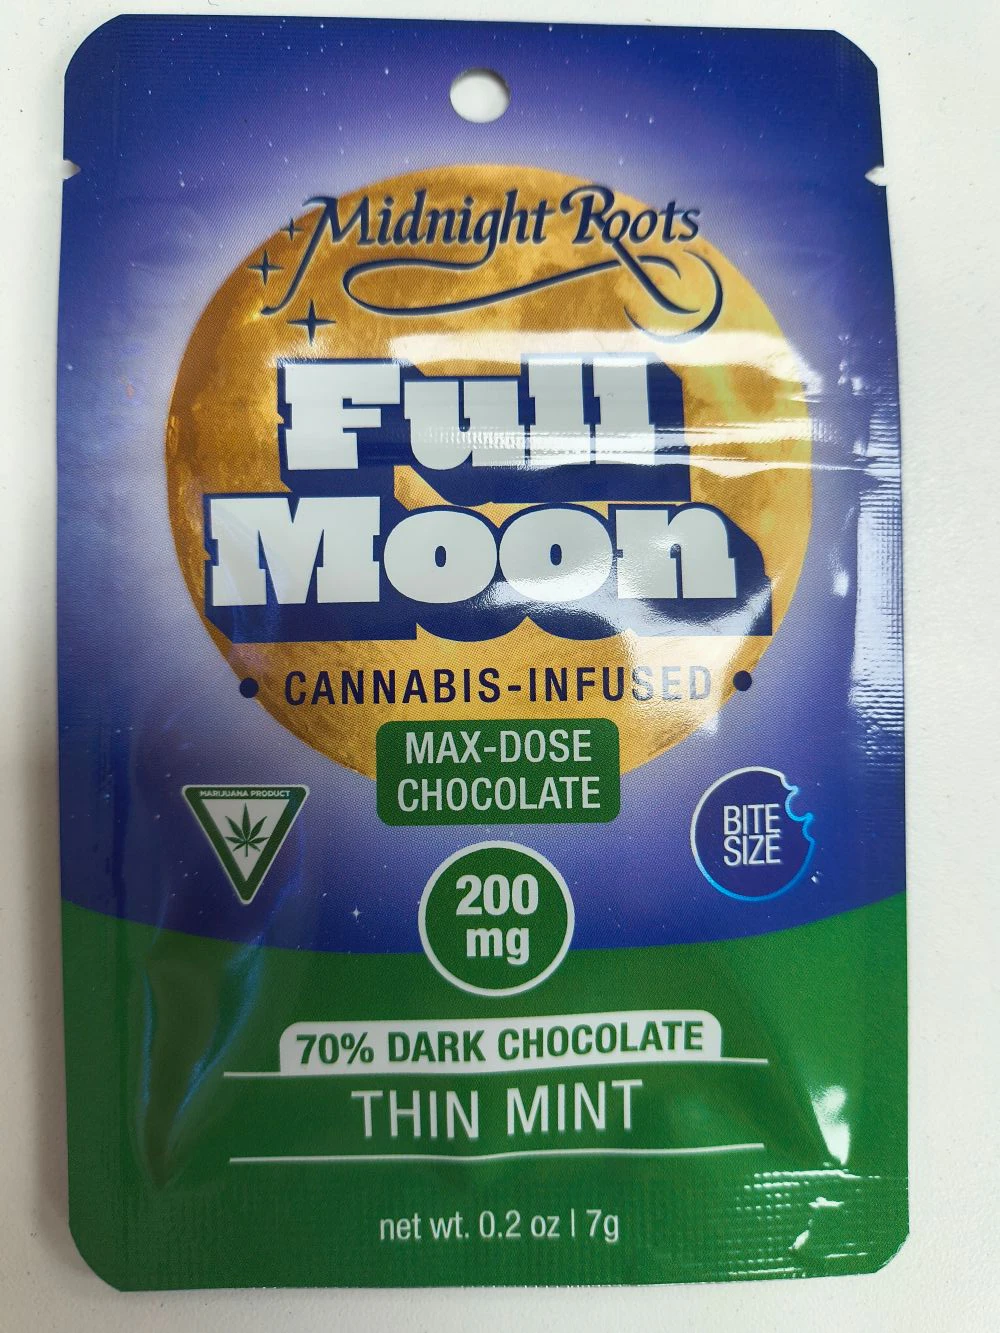 Midnight Roots
Full
Moon
• CANNABIS-INFUSED •
MAX-DOSE
CHOCOLATE
MARIJUANA PRODUCT
BITE
SIZE
200
mg
70% DARK CHOCOLATE
THIN MINT
net wt. 0.2 oz | 7g